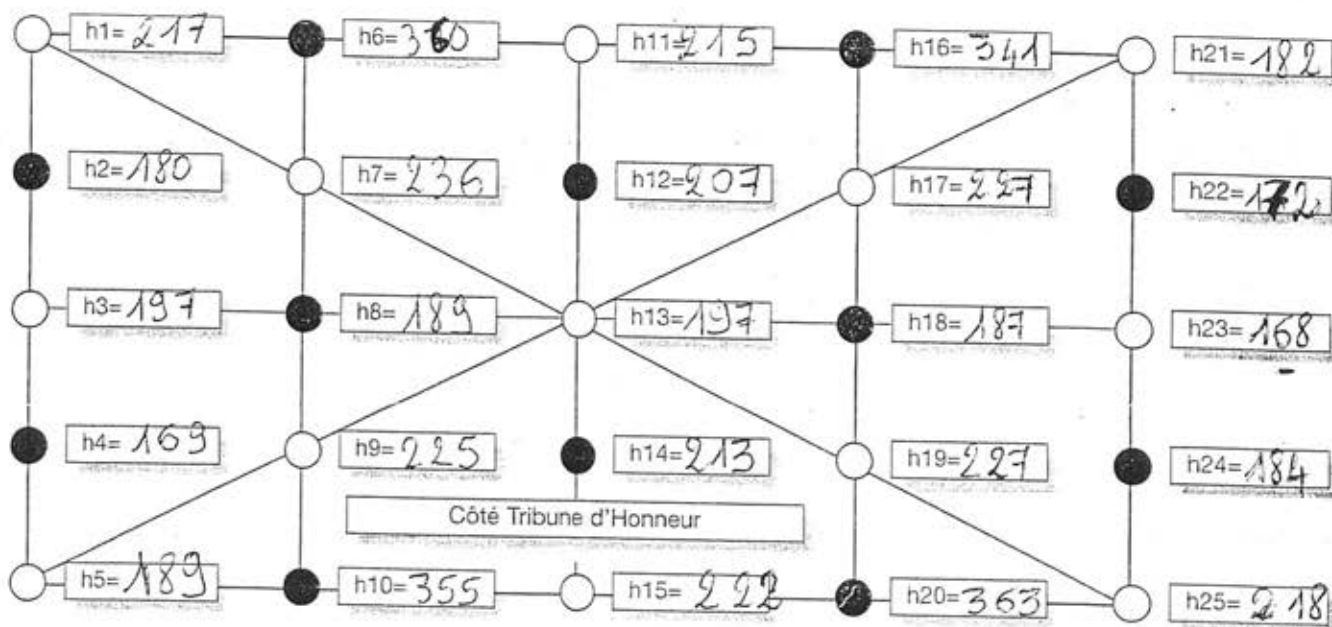 h1= 217 h6= 360 h11= 215 h16= 341 h21= 182
h2= 180 h7= 236 h12= 207 h17= 227 h22= 172
h3= 197 h8= 189 h13= 197 h18= 187 h23= 168
h4= 169 h9= 225 h14= 213 h19= 227 h24= 184
Côté Tribune d'Honneur
h5= 189 h10= 355 h15= 222 h20= 363 h25= 218